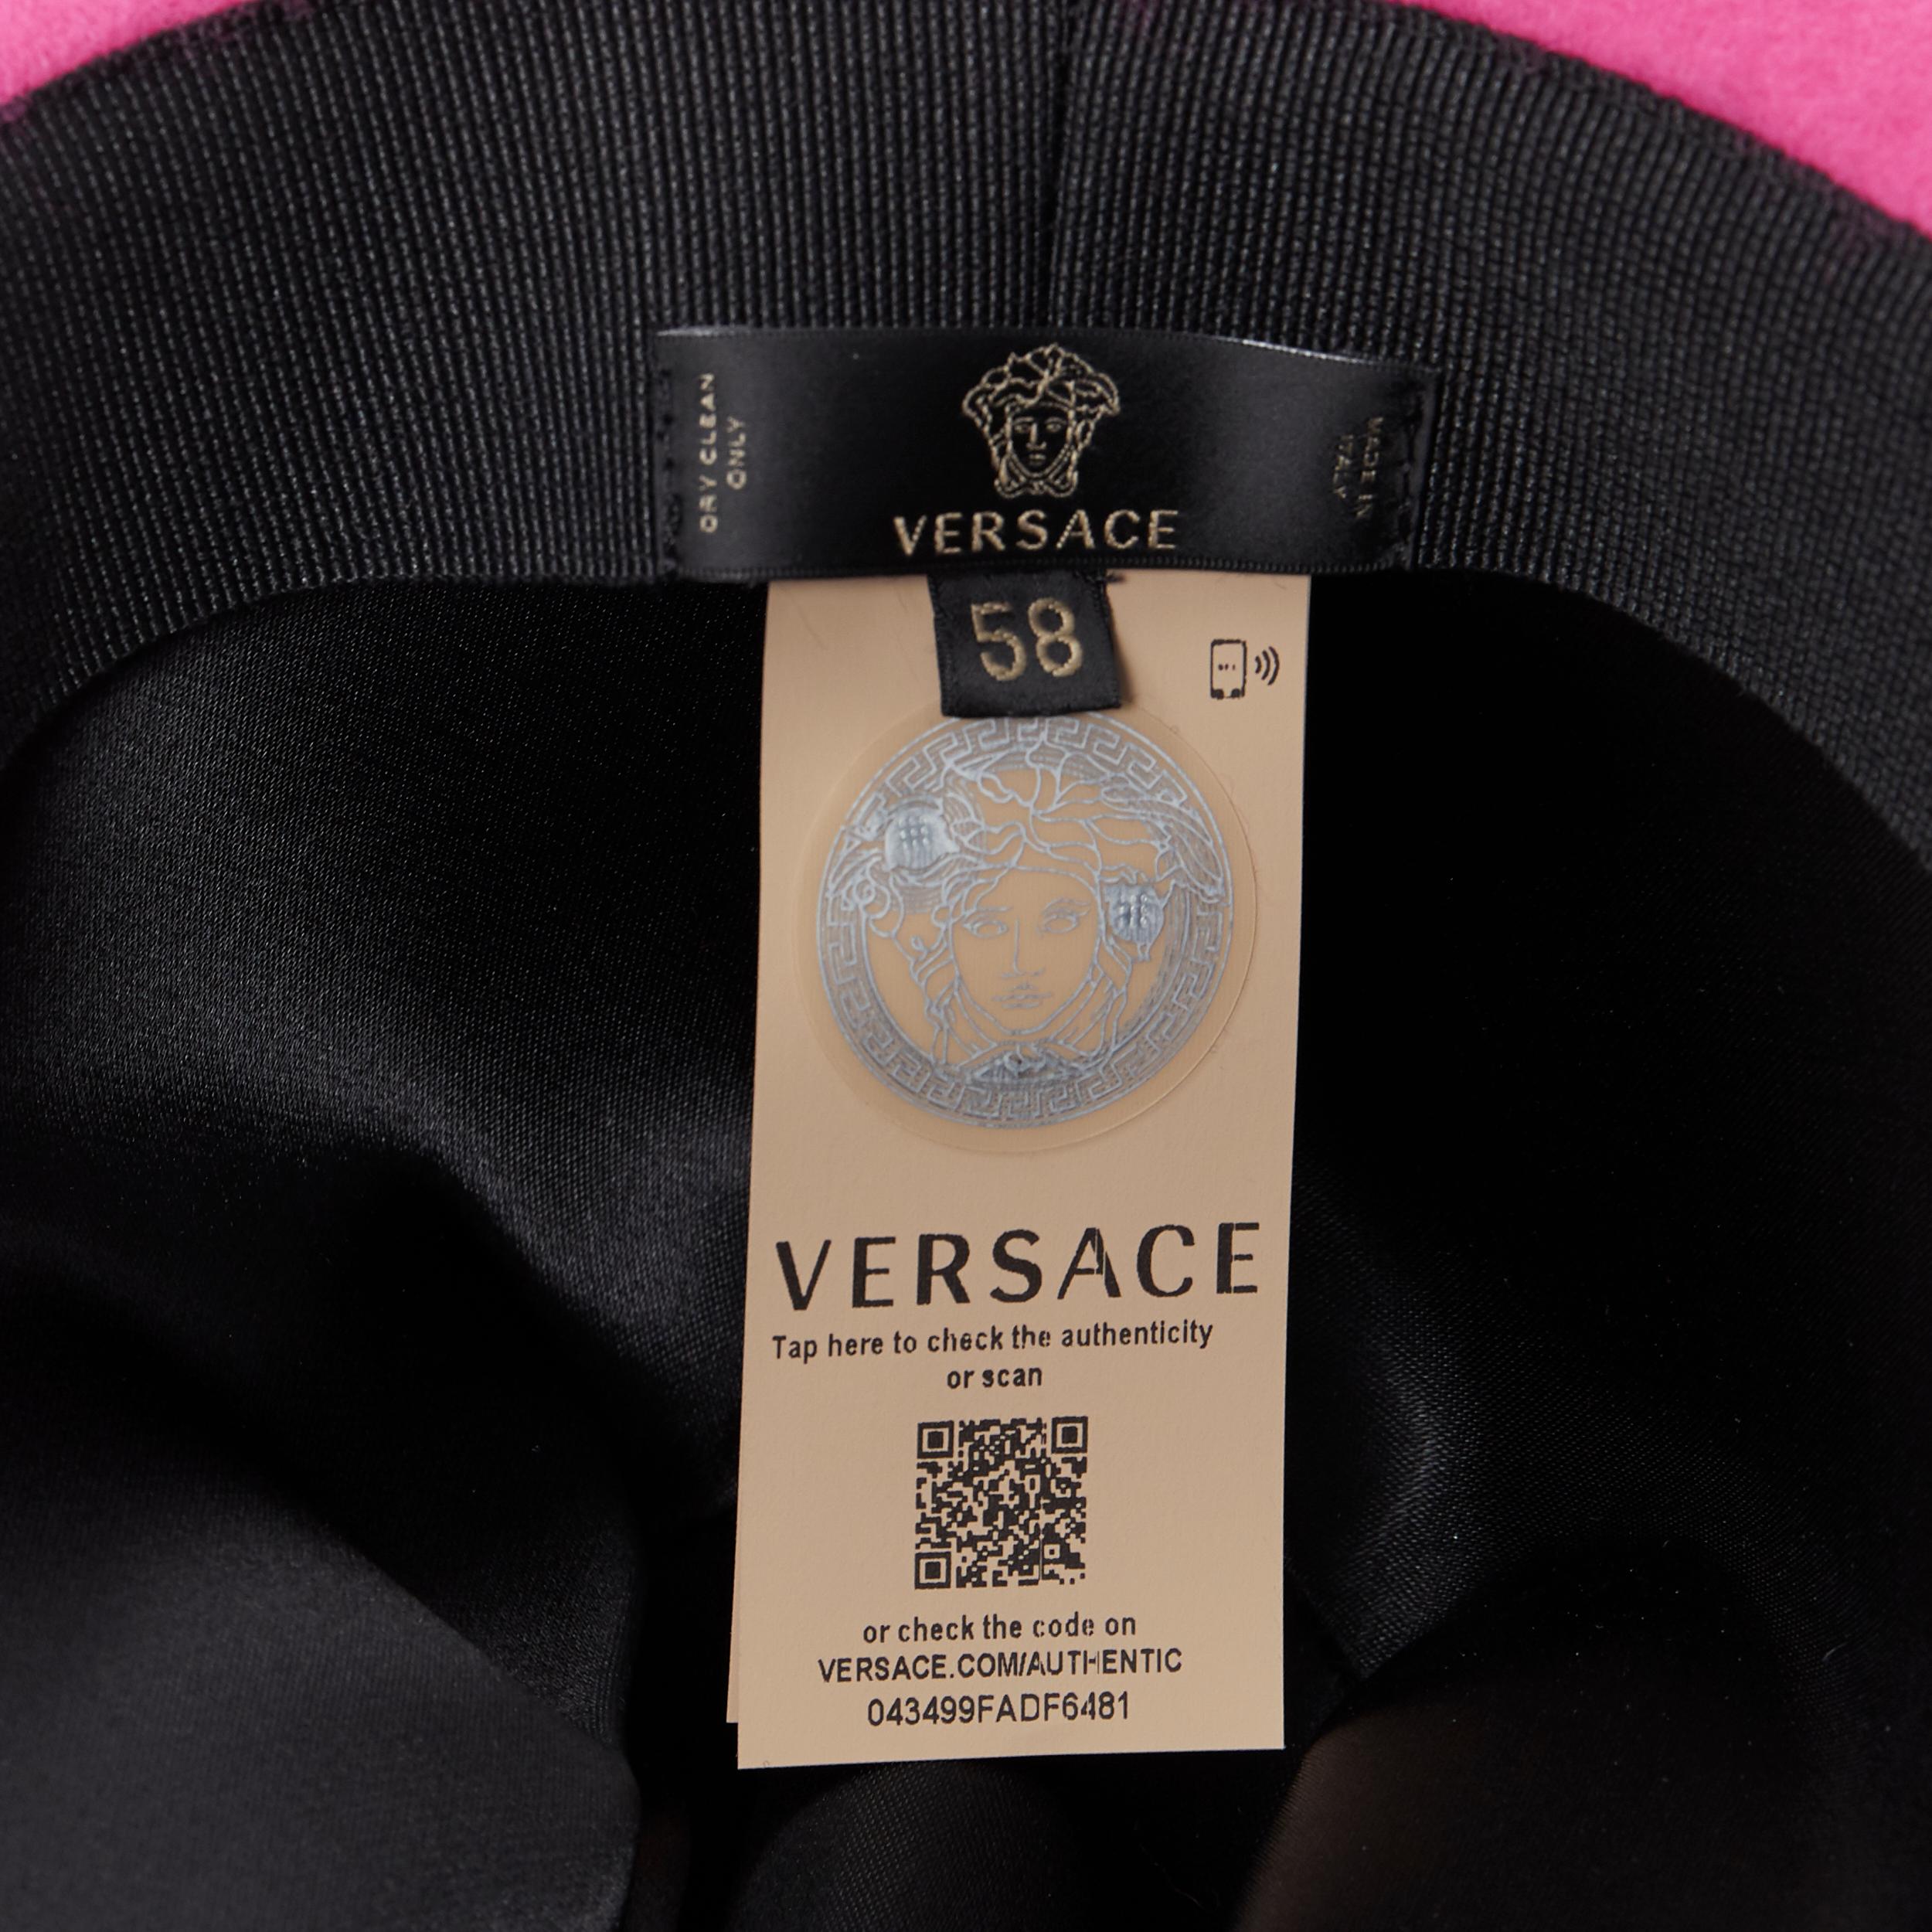 DRY CLEAN
ONLY
VERSACE
MADE IN
ITALY
58
VERSACE
Tap here to check the authenticity
or scan
or check the code on
VERSACE.COM/AUTHENTIC
043499FADF6481